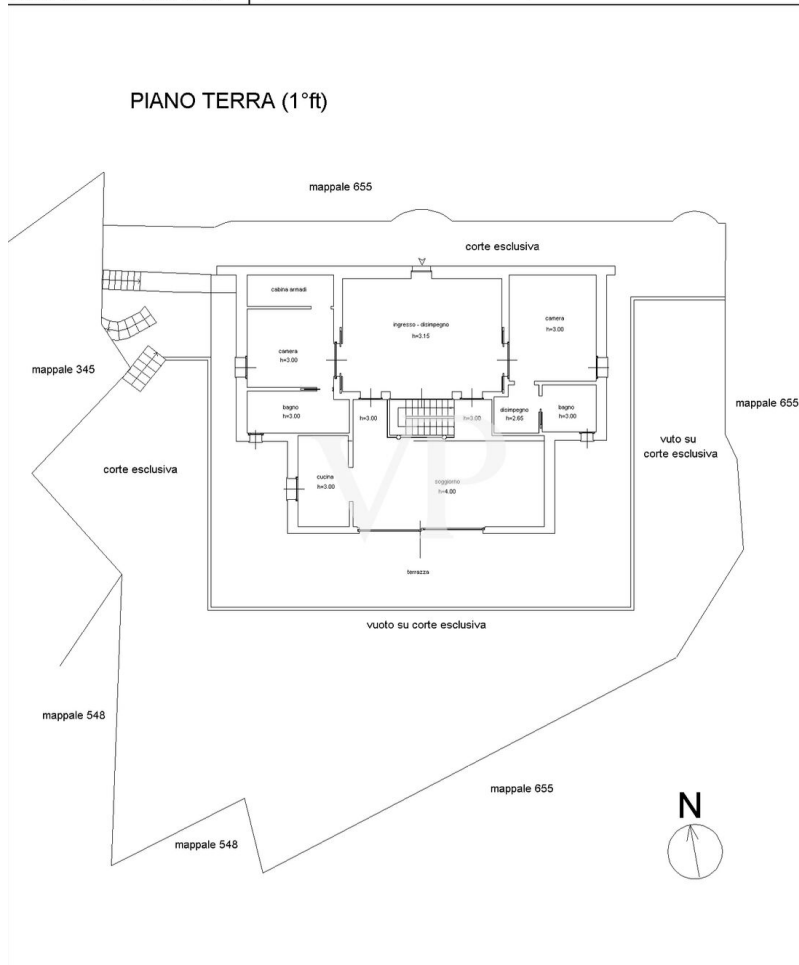 PIANO TERRA (1°ft)
mappale 655
corte esclusiva
cabina armadi
ingresso - disimpegno
h=3.15
camera
h=3.00
camera
h=3.00
mappale 345
mappale 655
bagno
h=3.00
h=3.00
h=3.00
disimpegno
h=2.65
bagno
h=3.00
vuto su
corte esclusiva
corte esclusiva
cucina
h=3.00
soggiorno
h=4.00
VP
terrazza
vuoto su corte esclusiva
mappale 548
mappale 655
mappale 548
N